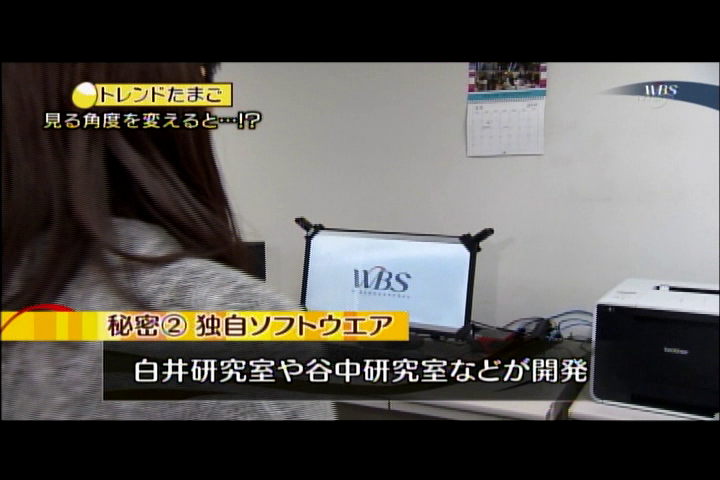 トレンドたまご
見る角度を変えると…!?
WBS
WBS
秘密② 独自ソフトウエア
白井研究室や谷中研究室などが開発
brother